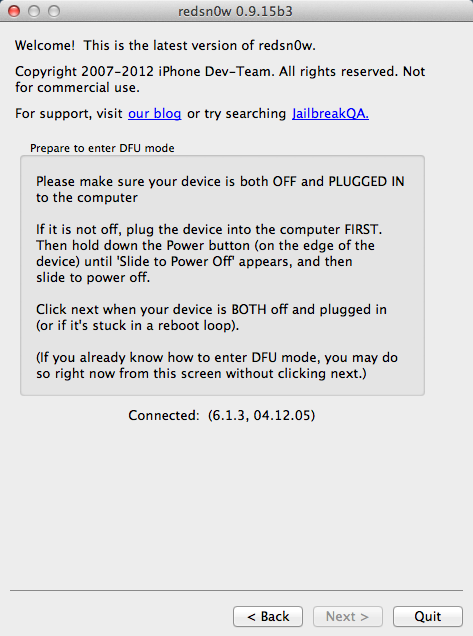 redsn0w 0.9.15b3
Welcome!  This is the latest version of redsn0w.
Copyright 2007-2012 iPhone Dev-Team. All rights reserved. Not
for commercial use.
For support, visit our blog or try searching JailbreakQA.
Prepare to enter DFU mode
Please make sure your device is both OFF and PLUGGED IN
to the computer
If it is not off, plug the device into the computer FIRST.
Then hold down the Power button (on the edge of the
device) until 'Slide to Power Off' appears, and then
slide to power off.
Click next when your device is BOTH off and plugged in
(or if it's stuck in a reboot loop).
(If you already know how to enter DFU mode, you may do
so right now from this screen without clicking next.)
Connected:  (6.1.3, 04.12.05)
< Back
Next >
Quit